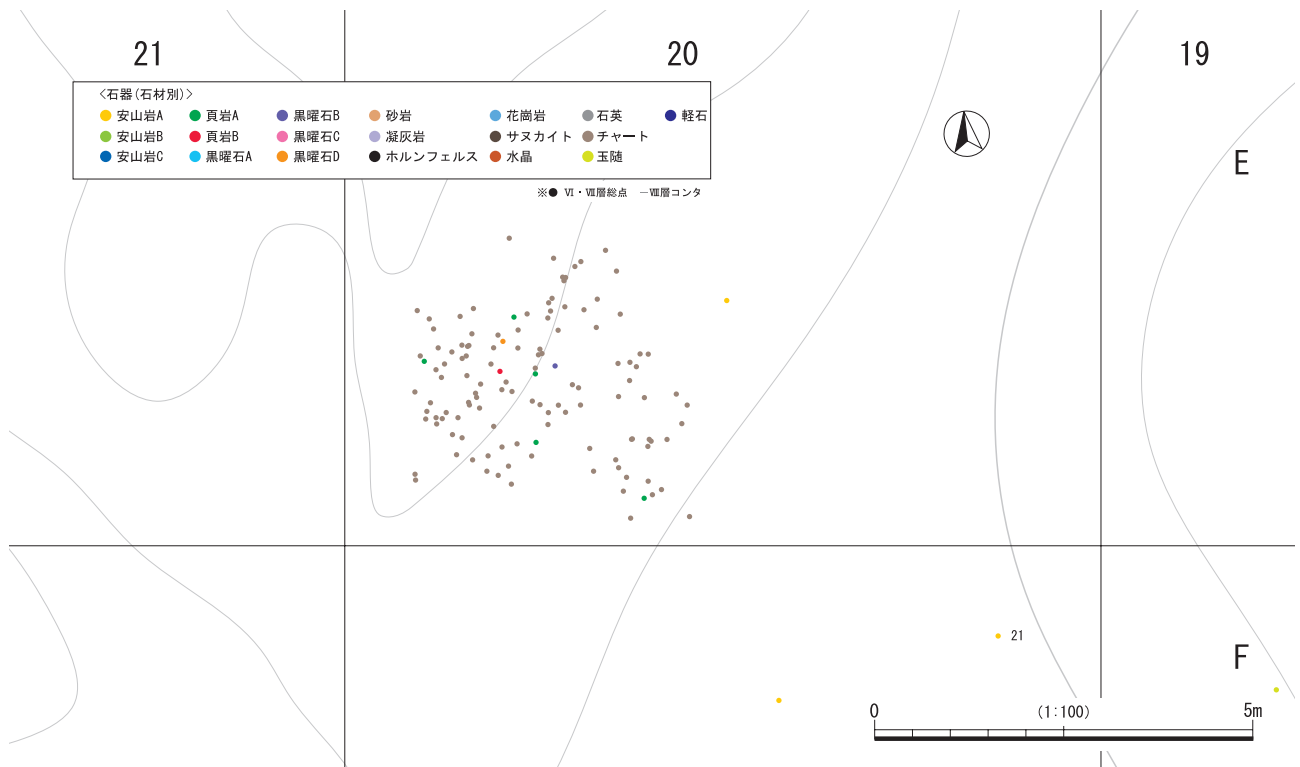 21
20
19
〈石器(石材別)〉
安山岩A 頁岩A 黒曜石B 砂岩 花崗岩 石英 軽石
安山岩B 頁岩B 黒曜石C 凝灰岩 サヌカイト チャート
安山岩C 黒曜石A 黒曜石D ホルンフェルス 水晶 玉随
※● Ⅵ・Ⅶ層総点 ―Ⅷ層コンタ
E
21
F
0 (1:100) 5m